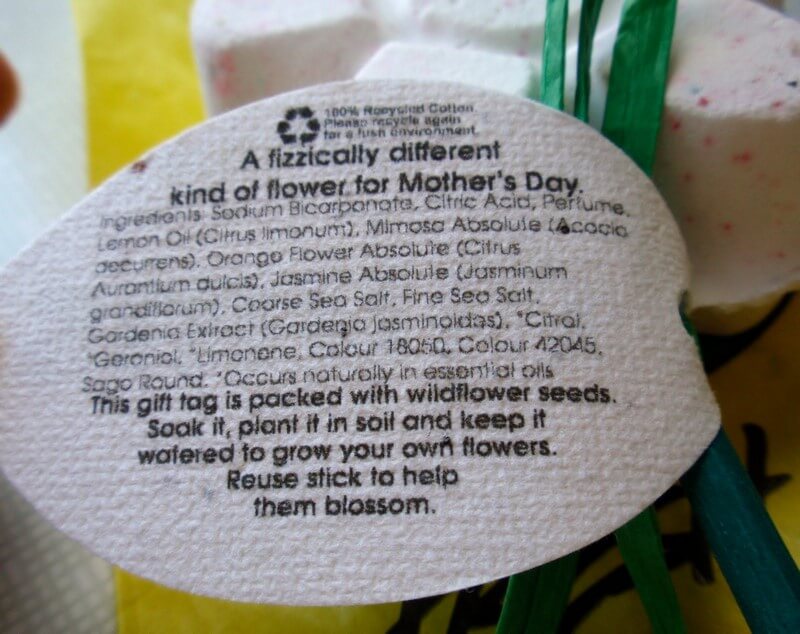 100% Recycled Cotton
Please recycle again
for a lush environment.
A fizzically different
kind of flower for Mother's Day.
Ingredients: Sodium Bicarbonate, Citric Acid, Perfume,
Lemon Oil (Citrus limonum), Mimosa Absolute (Acacia
decurrens), Orange Flower Absolute (Citrus
Aurantium dulcis), Jasmine Absolute (Jasminum
grandiflorum), Coarse Sea Salt, Fine Sea Salt,
Gardenia Extract (Gardenia jasminoides), *Citral,
*Geraniol, *Limonene, Colour 18050, Colour 42045,
Sago Round. *Occurs naturally in essential oils
This gift tag is packed with wildflower seeds.
Soak it, plant it in soil and keep it
watered to grow your own flowers.
Reuse stick to help
them blossom.